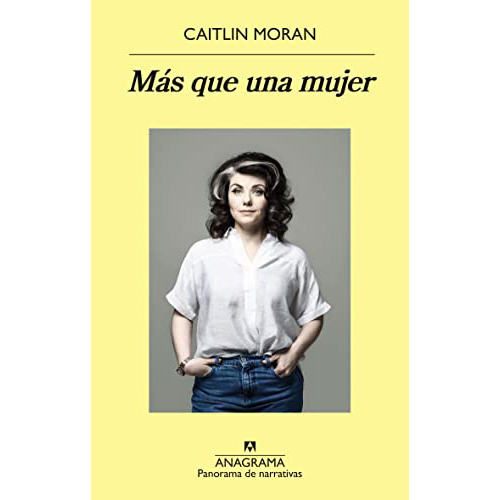 CAITLIN MORAN
Más que una mujer
ANAGRAMA
Panorama de narrativas